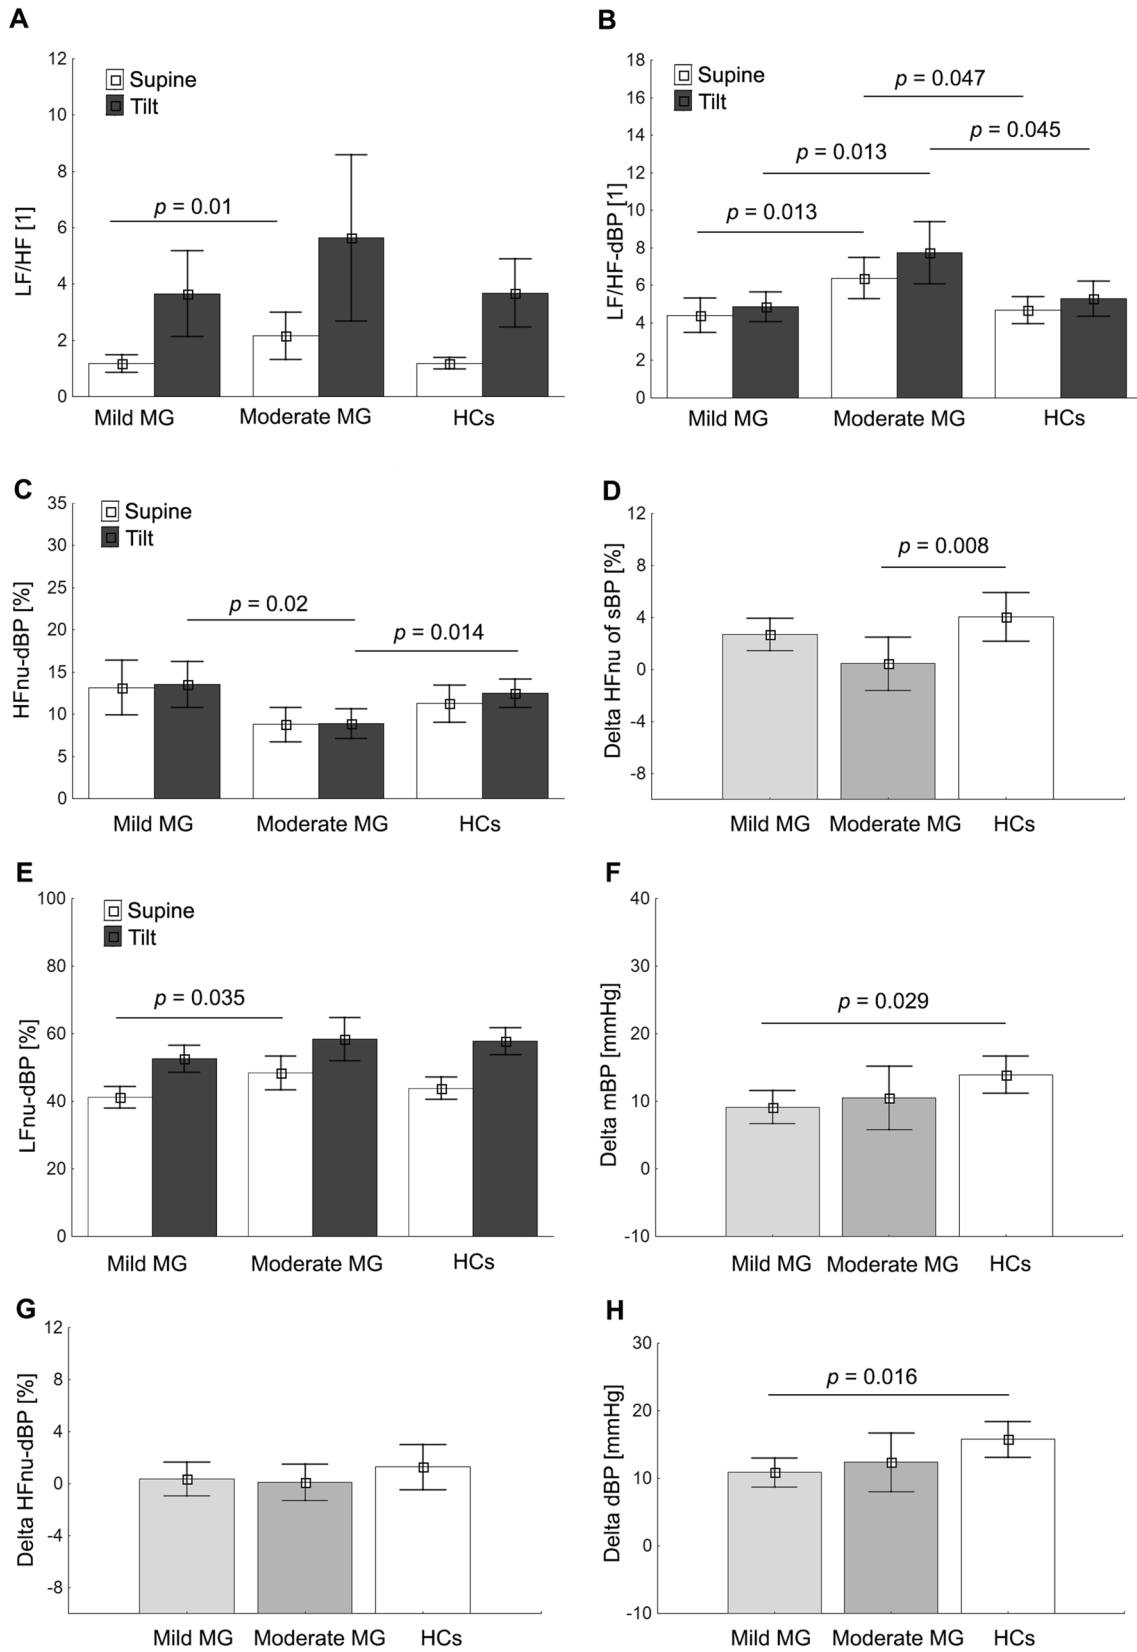 A
12
10
8
6
4
2
0
LF/HF [1]
Supine
Tilt
p = 0.01
Mild MG
Moderate MG
HCs
B
18
16
14
12
10
8
6
4
2
0
LF/HF-dBP [1]
Supine
Tilt
p = 0.047
p = 0.045
p = 0.013
p = 0.013
Mild MG
Moderate MG
HCs
C
35
30
25
20
15
10
5
0
HFnu-dBP [%]
Supine
Tilt
p = 0.02
p = 0.014
Mild MG
Moderate MG
HCs
D
12
8
4
0
-4
-8
Delta HFnu of sBP [%]
p = 0.008
Mild MG
Moderate MG
HCs
E
100
80
60
40
20
0
LFnu-dBP [%]
Supine
Tilt
p = 0.035
Mild MG
Moderate MG
HCs
F
40
30
20
10
0
-10
Delta mBP [mmHg]
p = 0.029
Mild MG
Moderate MG
HCs
G
12
8
4
0
-4
-8
Delta HFnu-dBP [%]
Mild MG
Moderate MG
HCs
H
30
20
10
0
-10
Delta dBP [mmHg]
p = 0.016
Mild MG
Moderate MG
HCs